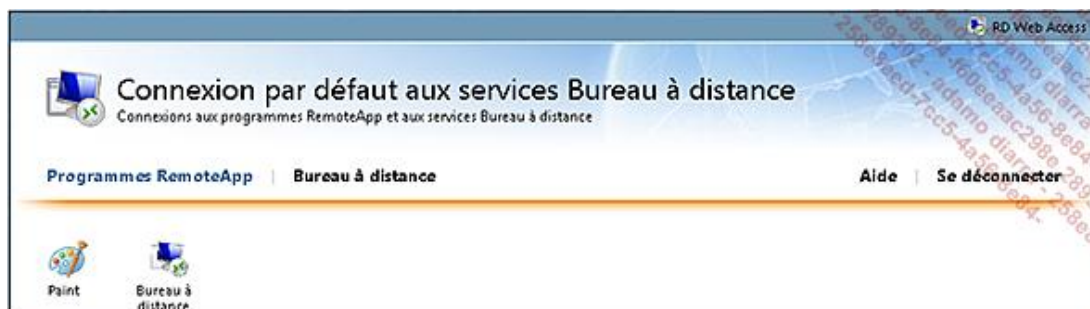 RD Web Access
Connexion par défaut aux services Bureau à distance
Connexions aux programmes RemoteApp et aux services Bureau à distance
Programmes RemoteApp | Bureau à distance
Aide | Se déconnecter
Paint
Bureau à
distance